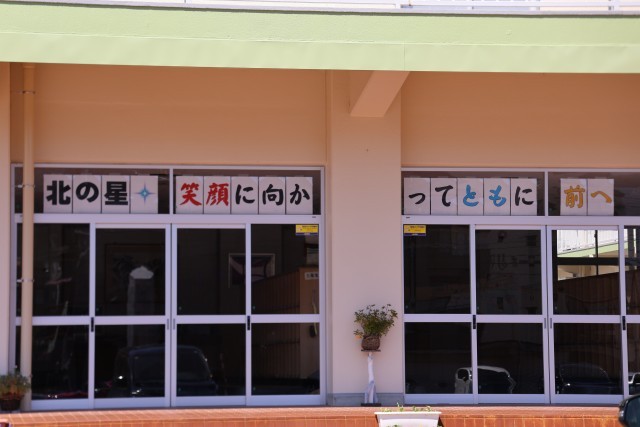 北の星 笑顔に向か って ともに 前へ